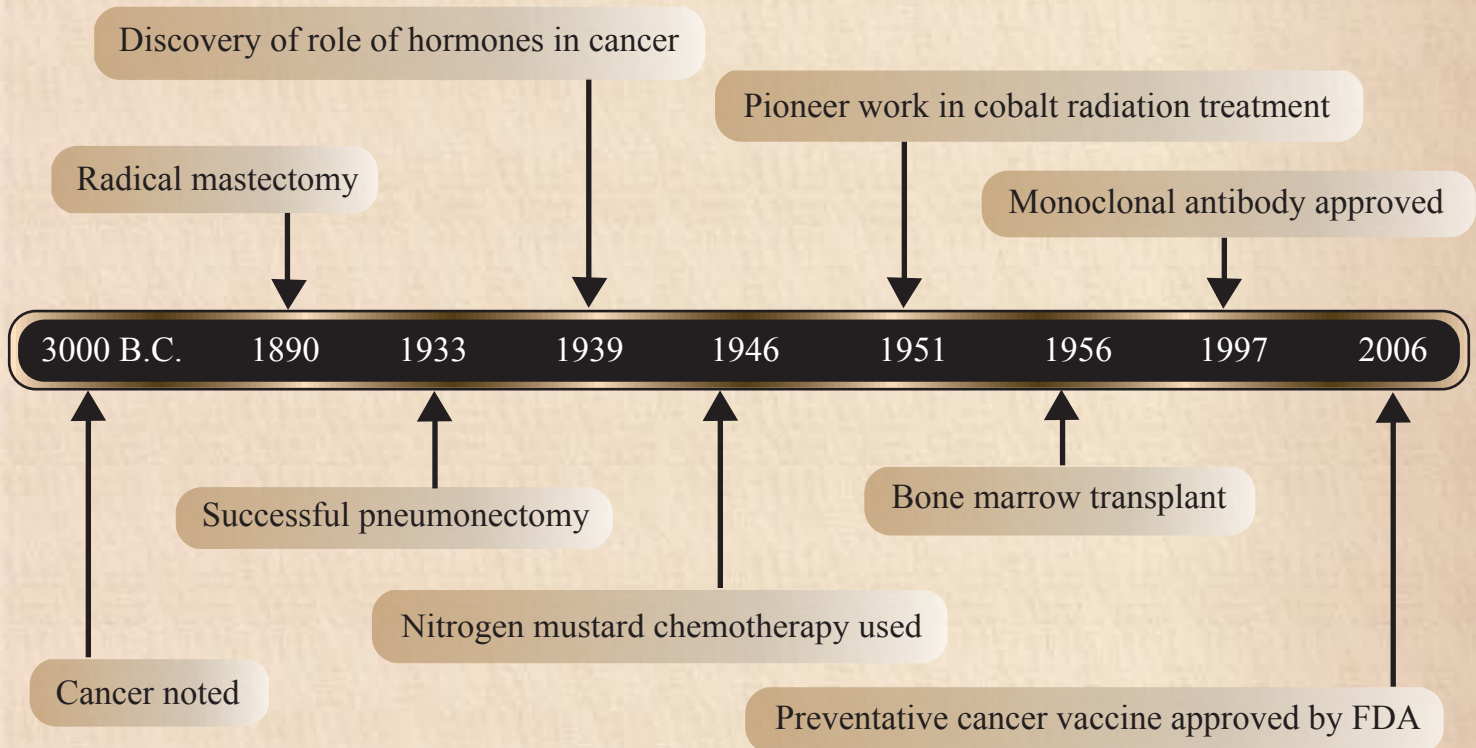 Discovery of role of hormones in cancer
Pioneer work in cobalt radiation treatment
Radical mastectomy
Monoclonal antibody approved
3000 B.C. 1890 1933 1939 1946 1951 1956 1997 2006
Bone marrow transplant
Successful pneumonectomy
Nitrogen mustard chemotherapy used
Cancer noted
Preventative cancer vaccine approved by FDA